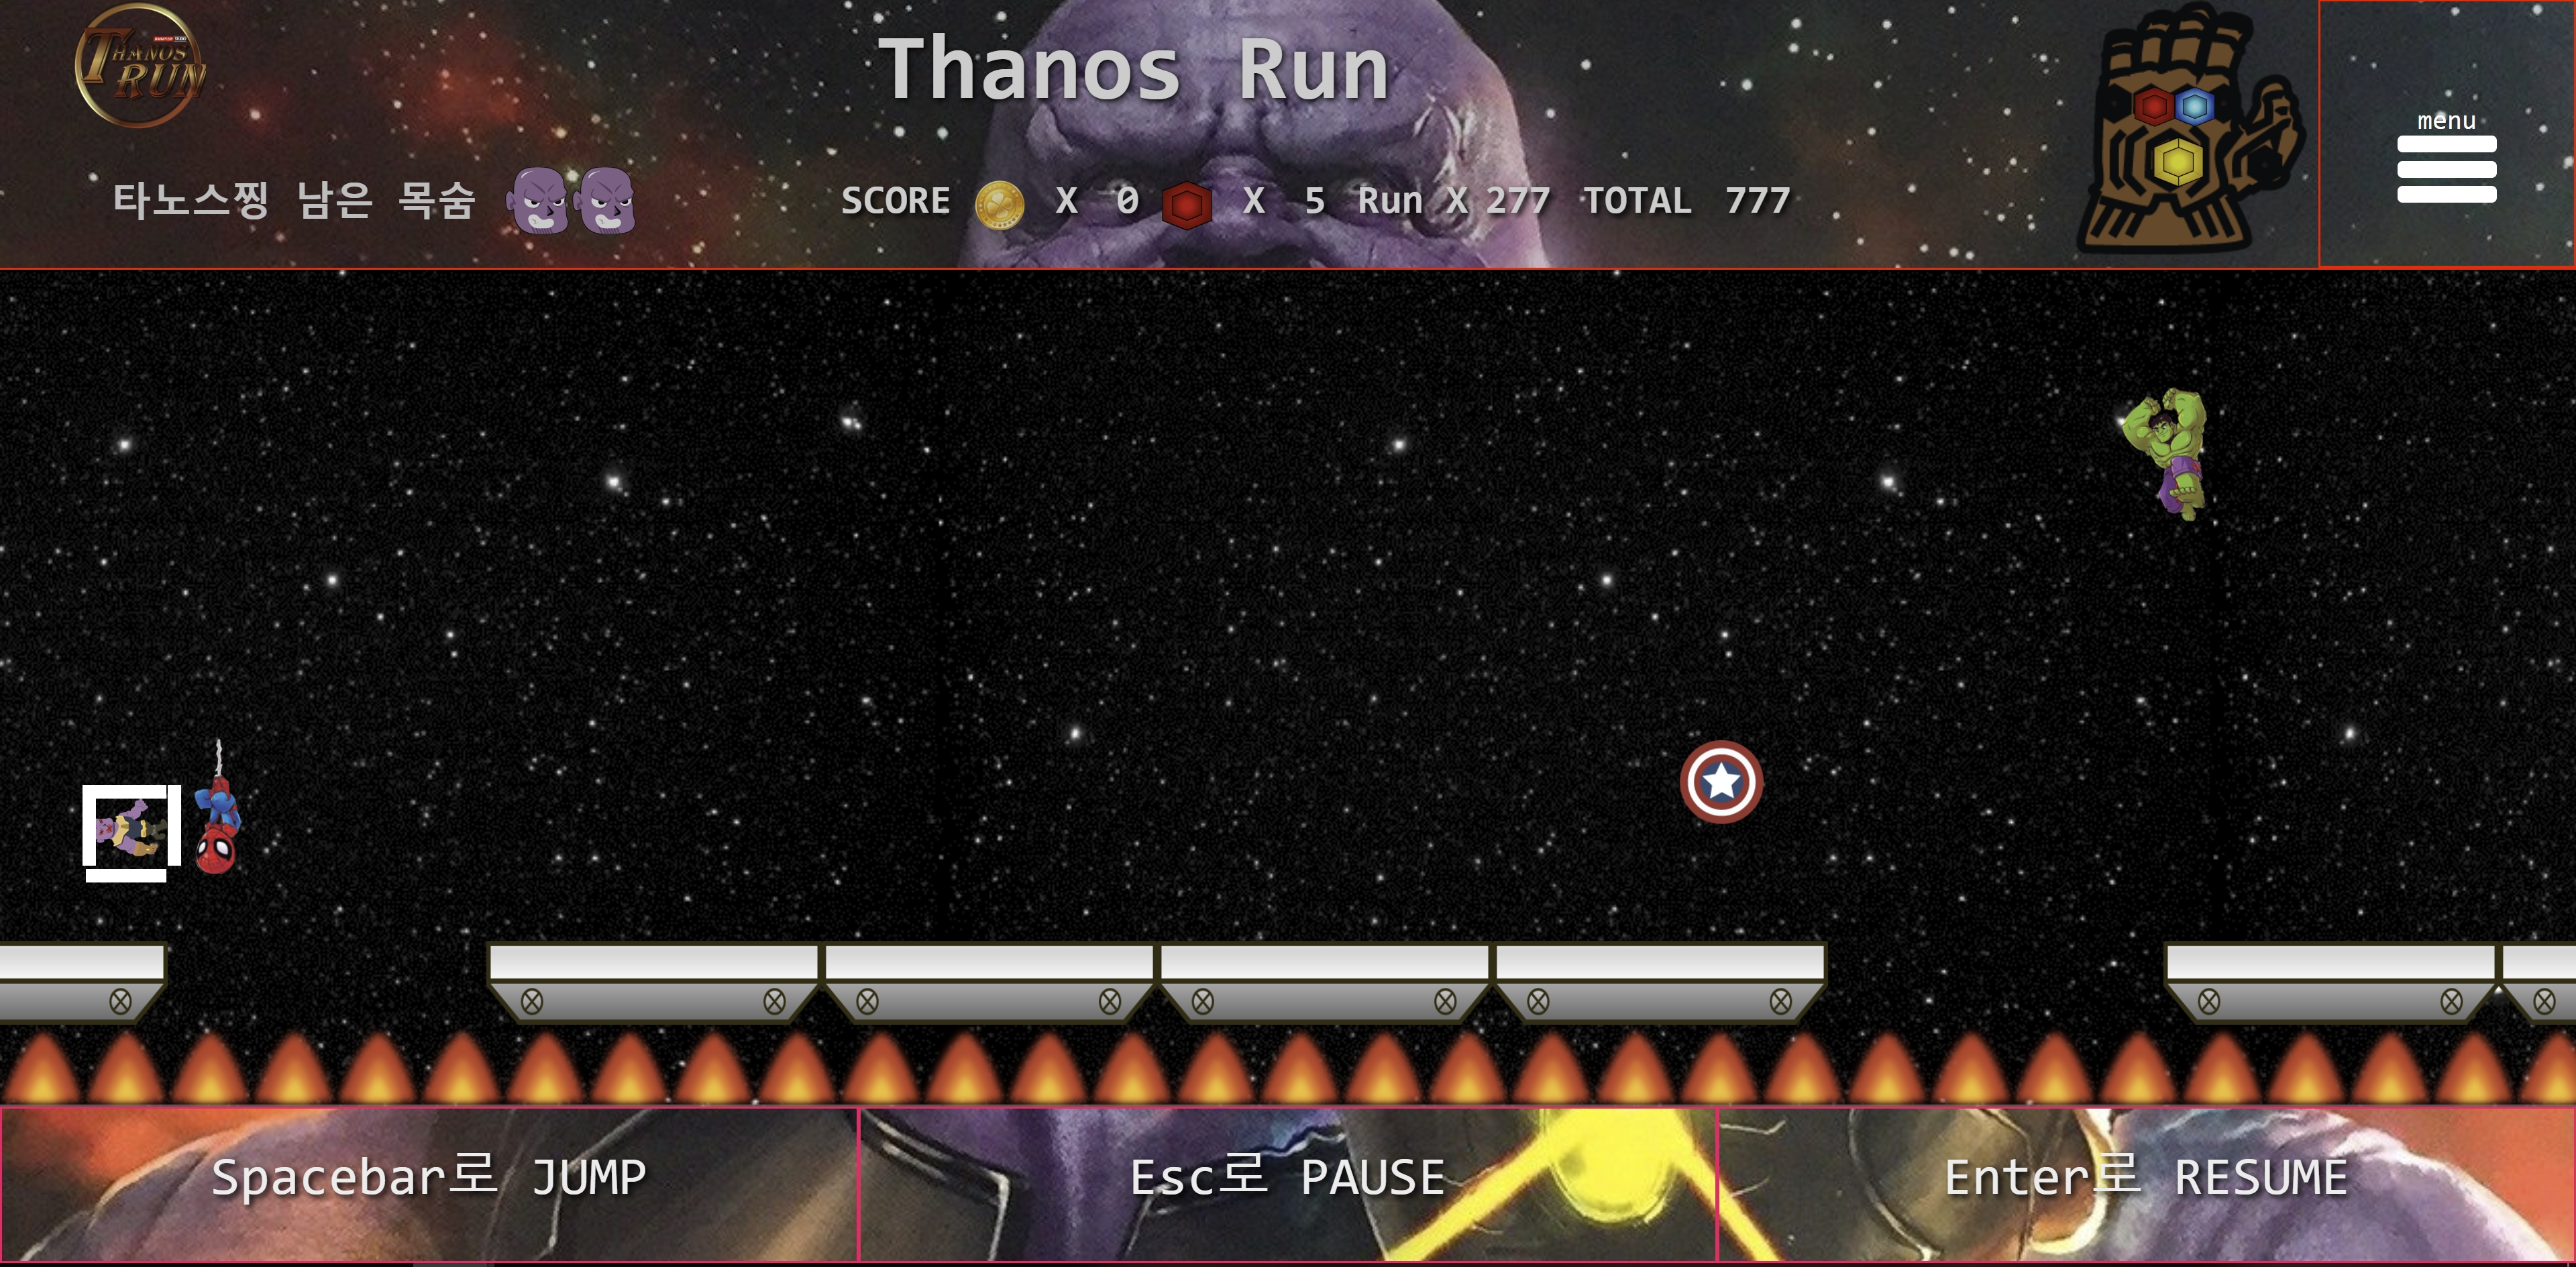 THANOS
RUN
Thanos Run
menu
타노스찡 남은 목숨
SCORE X 0 X 5 Run X 277 TOTAL 777
Spacebar로 JUMP
Esc로 PAUSE
Enter로 RESUME